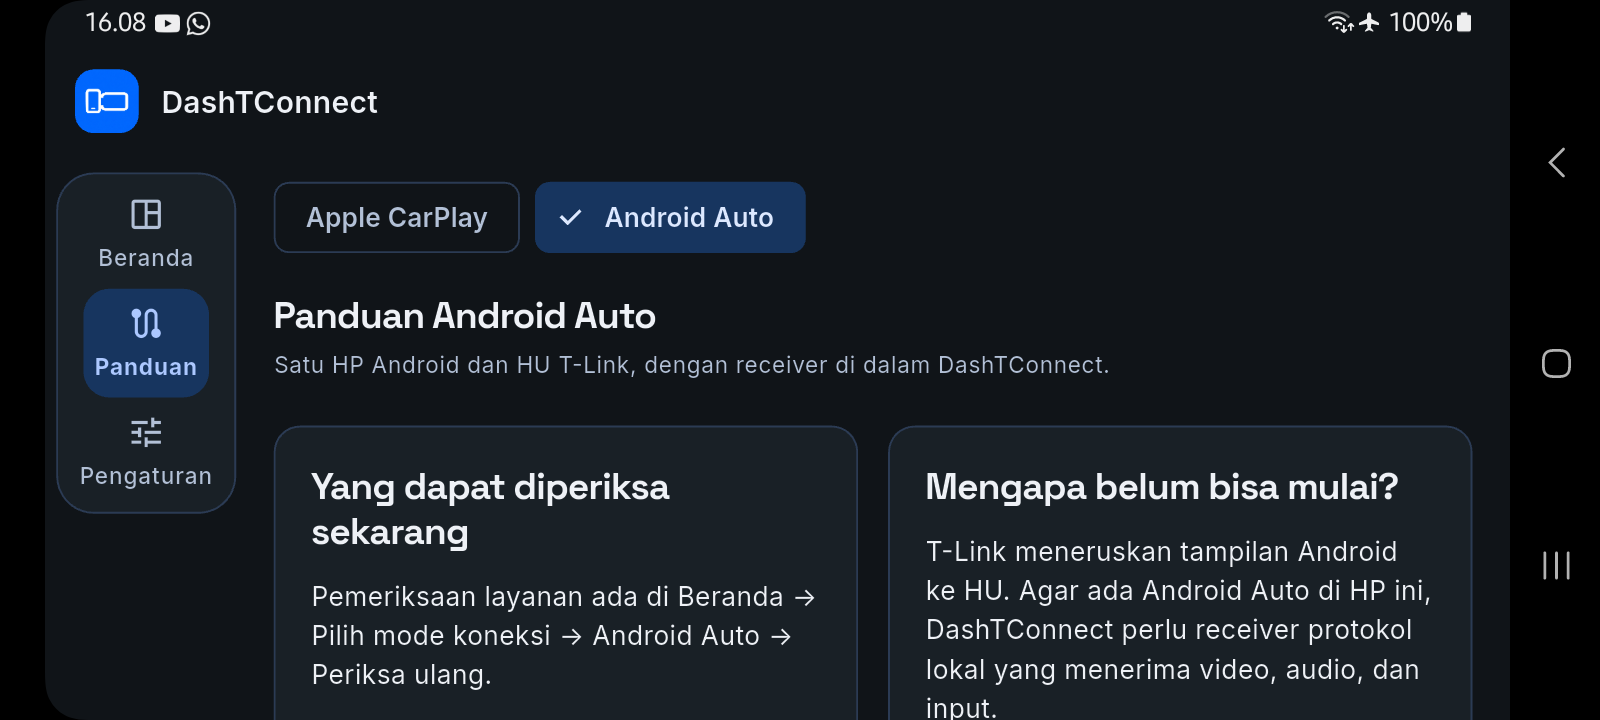 16.08
100%
DashTConnect
Beranda
Panduan
Pengaturan
Apple CarPlay
Android Auto
Panduan Android Auto
Satu HP Android dan HU T-Link, dengan receiver di dalam DashTConnect.
Yang dapat diperiksa
sekarang
Pemeriksaan layanan ada di Beranda →
Pilih mode koneksi → Android Auto →
Periksa ulang.
Mengapa belum bisa mulai?
T-Link meneruskan tampilan Android
ke HU. Agar ada Android Auto di HP ini,
DashTConnect perlu receiver protokol
lokal yang menerima video, audio, dan
input.